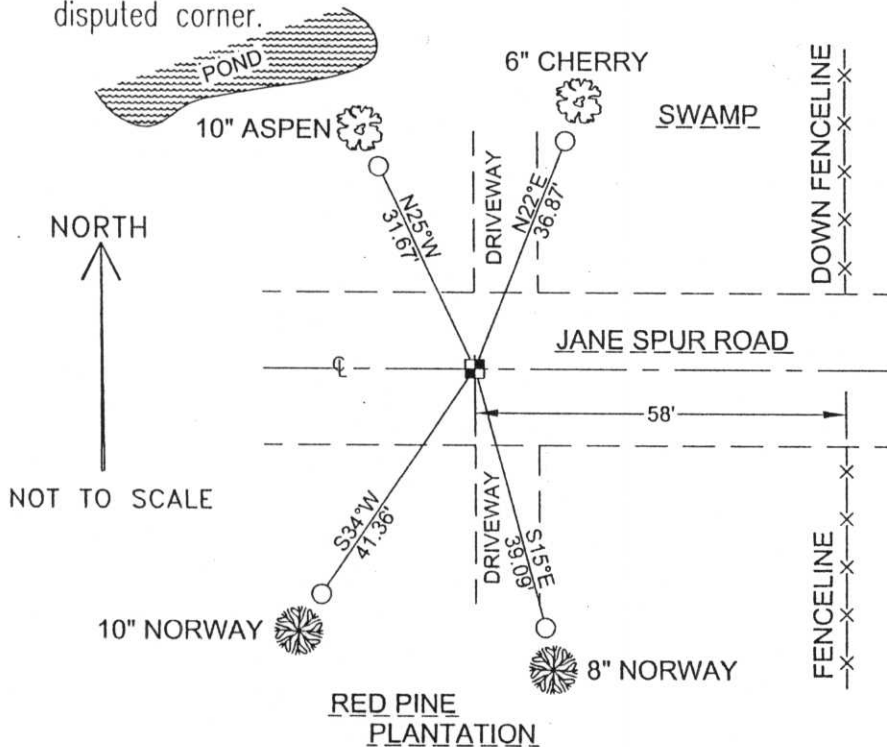 disputed corner.
POND
6" CHERRY
10" ASPEN
SWAMP
DOWN FENCELINE
N25°W
31.67'
DRIVEWAY
N22°E
36.87'
NORTH
JANE SPUR ROAD
℄
58'
NOT TO SCALE
S34°W
41.36'
DRIVEWAY
S15°E
39.09'
FENCELINE
10" NORWAY
8" NORWAY
RED PINE
PLANTATION